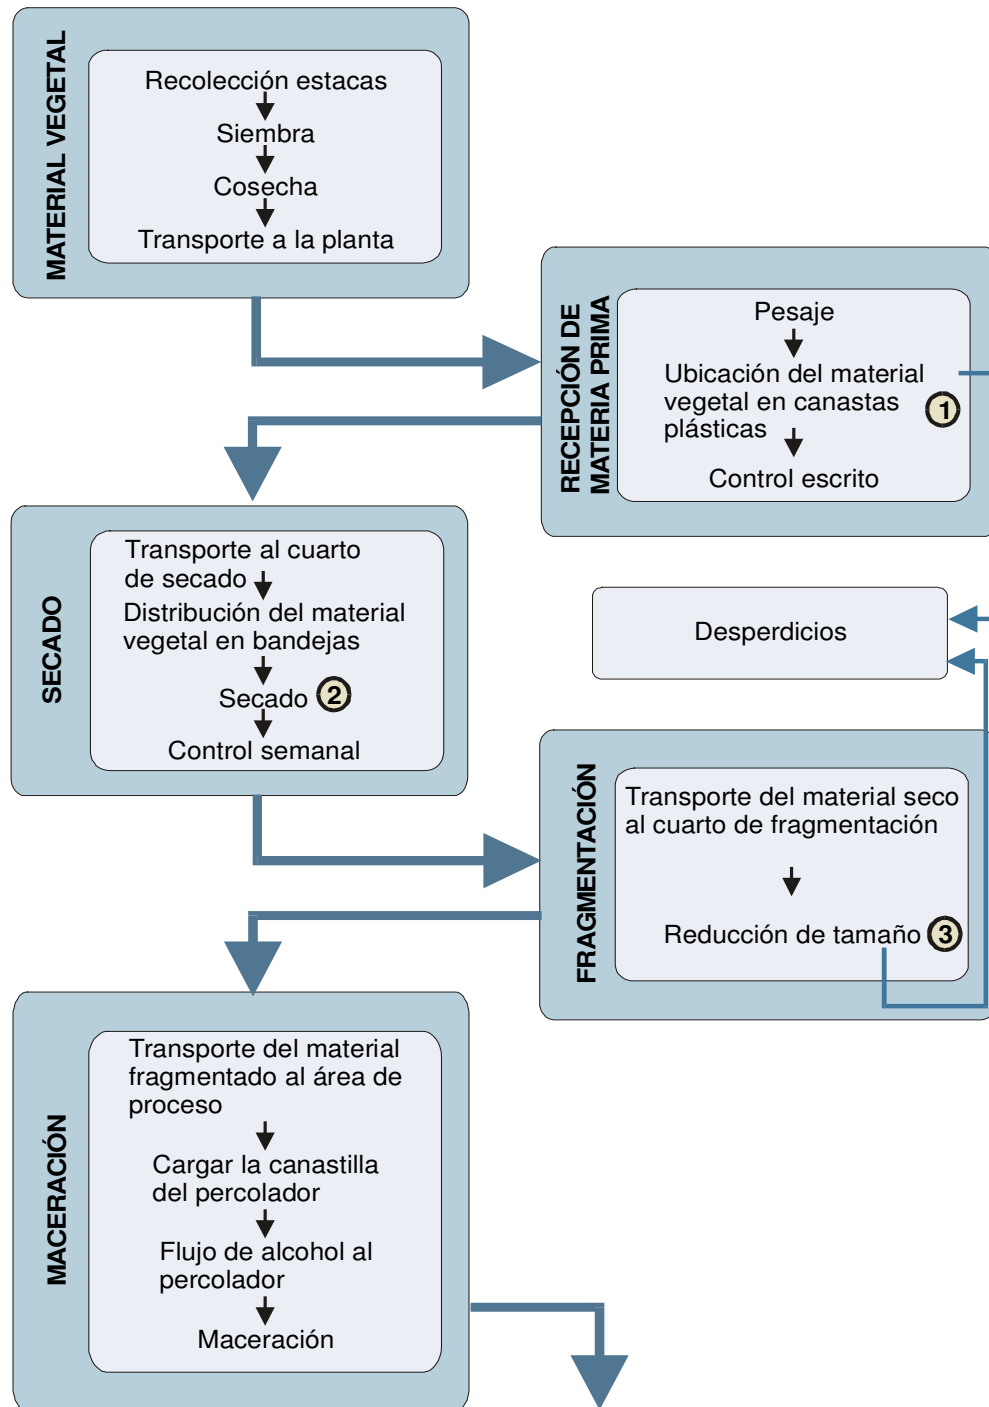 MATERIAL VEGETAL
Recolección estacas
Siembra
Cosecha
Transporte a la planta
RECEPCIÓN DE
MATERIA PRIMA
Pesaje
Ubicación del material
vegetal en canastas
plásticas
1
Control escrito
SECADO
Transporte al cuarto
de secado
Distribución del material
vegetal en bandejas
Secado 2
Control semanal
Desperdicios
FRAGMENTACIÓN
Transporte del material seco
al cuarto de fragmentación
Reducción de tamaño 3
MACERACIÓN
Transporte del material
fragmentado al área de
proceso
Cargar la canastilla
del percolador
Flujo de alcohol al
percolador
Maceración